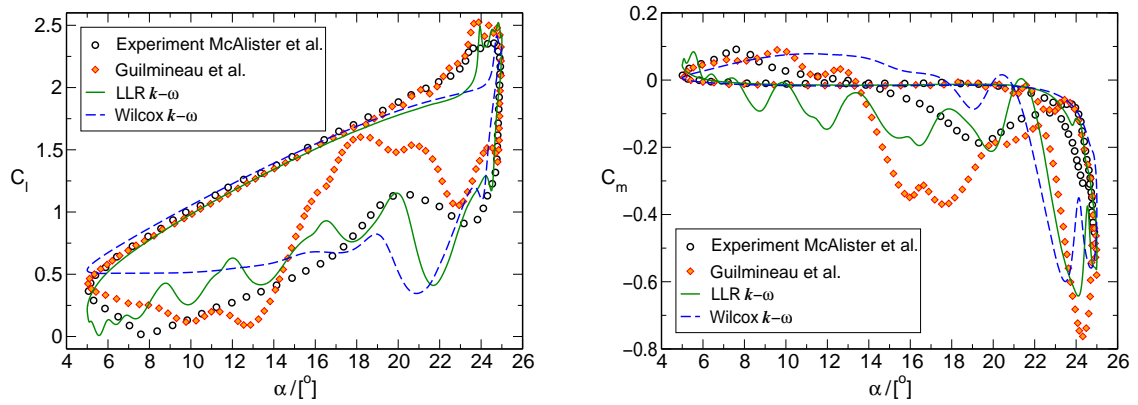 2.5
2
1.5
1
0.5
0
C_l
Experiment McAlister et al.
Guilmineau et al.
LLR k−ω
Wilcox k−ω
4 6 8 10 12 14 16 18 20 22 24 26
α/[°]
0.2
0
−0.2
−0.4
−0.6
−0.8
C_m
Experiment McAlister et al.
Guilmineau et al.
LLR k−ω
Wilcox k−ω
4 6 8 10 12 14 16 18 20 22 24 26
α/[°]